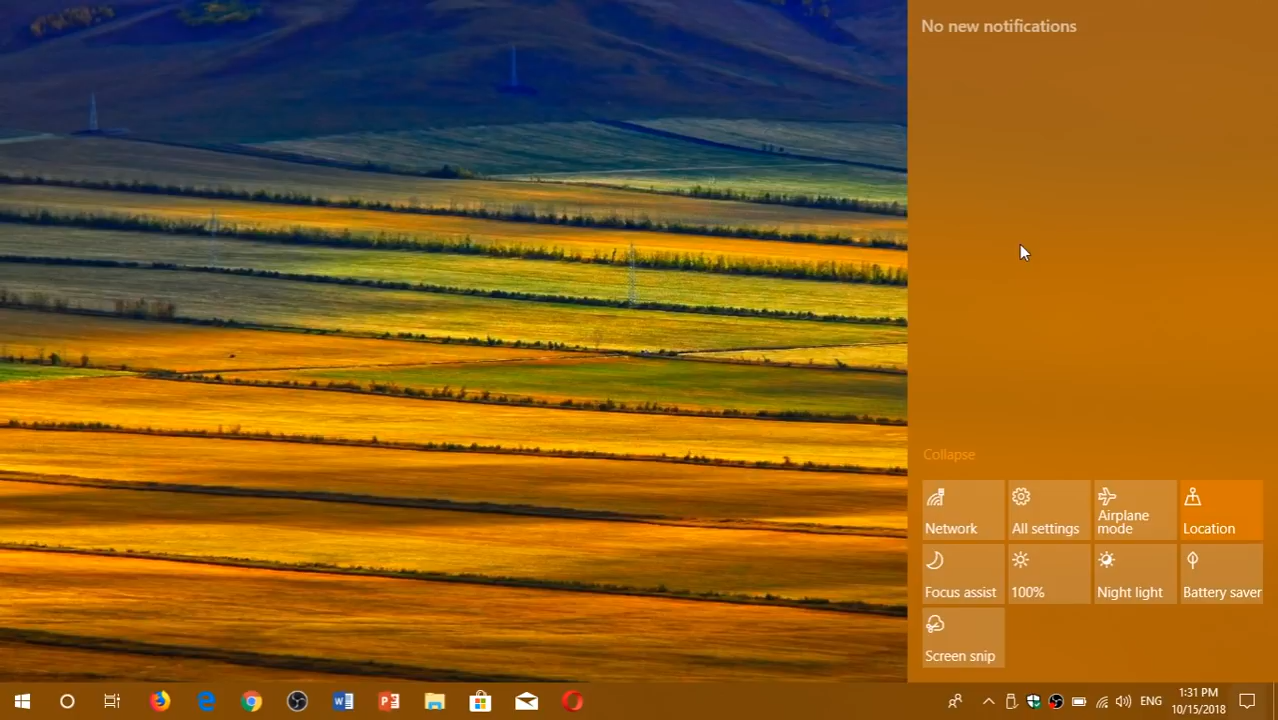 No new notifications
Collapse
Network
All settings
Airplane
mode
Location
Focus assist
100%
Night light
Battery saver
Screen snip
ENG
1:31 PM
10/15/2018